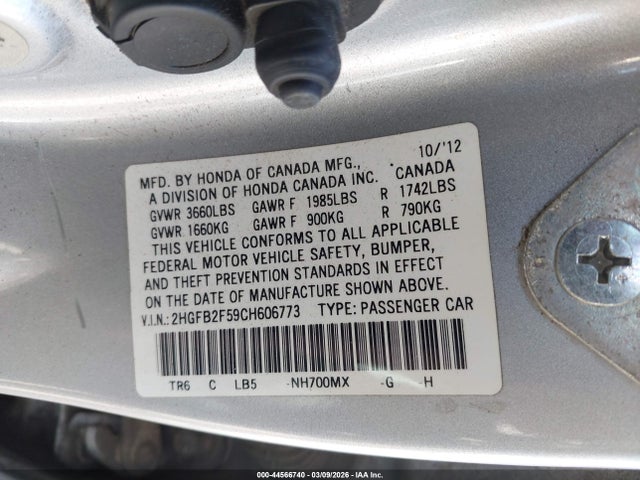 MFD. BY HONDA OF CANADA MFG., 10/'12
A DIVISION OF HONDA CANADA INC. CANADA
GVWR 3660LBS GAWR F 1985LBS R 1742LBS
GVWR 1660KG GAWR F 900KG R 790KG
THIS VEHICLE CONFORMS TO ALL APPLICABLE
FEDERAL MOTOR VEHICLE SAFETY, BUMPER,
AND THEFT PREVENTION STANDARDS IN EFFECT
ON THE DATE OF MANUFACTURE SHOWN ABOVE.
V.I.N.: 2HGFB2F59CH606773 TYPE: PASSENGER CAR
TR6 C LB5 -NH700MX -G -H
000-44566740 - 03/09/2026 - IAA Inc.